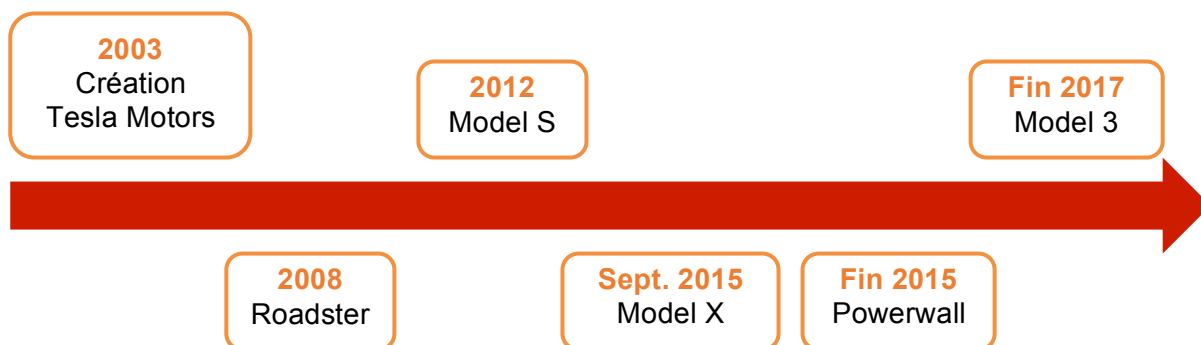 2003
Création
Tesla Motors
2008
Roadster
2012
Model S
Sept. 2015
Model X
Fin 2015
Powerwall
Fin 2017
Model 3